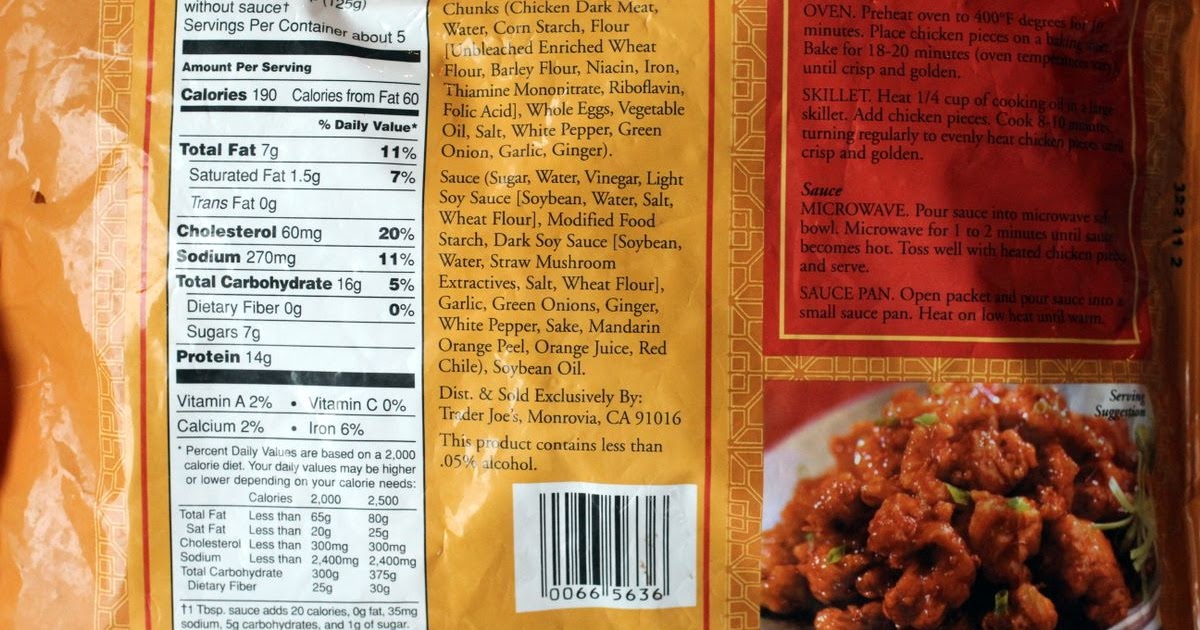 without sauce† (125g)
Servings Per Container about 5
Amount Per Serving
Calories 190 Calories from Fat 60
% Daily Value*
Total Fat 7g 11%
Saturated Fat 1.5g 7%
Trans Fat 0g
Cholesterol 60mg 20%
Sodium 270mg 11%
Total Carbohydrate 16g 5%
Dietary Fiber 0g 0%
Sugars 7g
Protein 14g
Vitamin A 2% • Vitamin C 0%
Calcium 2% • Iron 6%
* Percent Daily Values are based on a 2,000
calorie diet. Your daily values may be higher
or lower depending on your calorie needs:
Calories 2,000 2,500
Total Fat Less than 65g 80g
Sat Fat Less than 20g 25g
Cholesterol Less than 300mg 300mg
Sodium Less than 2,400mg 2,400mg
Total Carbohydrate 300g 375g
Dietary Fiber 25g 30g
†1 Tbsp. sauce adds 20 calories, 0g fat, 35mg
sodium, 5g carbohydrates, and 1g of sugar.
Chunks (Chicken Dark Meat,
Water, Corn Starch, Flour
[Unbleached Enriched Wheat
Flour, Barley Flour, Niacin, Iron,
Thiamine Mononitrate, Riboflavin,
Folic Acid], Whole Eggs, Vegetable
Oil, Salt, White Pepper, Green
Onion, Garlic, Ginger).
Sauce (Sugar, Water, Vinegar, Light
Soy Sauce [Soybean, Water, Salt,
Wheat Flour], Modified Food
Starch, Dark Soy Sauce [Soybean,
Water, Straw Mushroom
Extractives, Salt, Wheat Flour],
Garlic, Green Onions, Ginger,
White Pepper, Sake, Mandarin
Orange Peel, Orange Juice, Red
Chile), Soybean Oil.
Dist. & Sold Exclusively By:
Trader Joe's, Monrovia, CA 91016
This product contains less than
.05% alcohol.
0066 5636
OVEN. Preheat oven to 400°F degrees for 10
minutes. Place chicken pieces on a baking
Bake for 18-20 minutes (oven temperatures vary)
until crisp and golden.
SKILLET. Heat 1/4 cup of cooking oil in a large
skillet. Add chicken pieces. Cook 8-10 minutes,
turning regularly to evenly heat chicken pieces until
crisp and golden.
Sauce
MICROWAVE. Pour sauce into microwave safe
bowl. Microwave for 1 to 2 minutes until sauce
becomes hot. Toss well with heated chicken pieces
and serve.
SAUCE PAN. Open packet and pour sauce into a
small sauce pan. Heat on low heat until warm.
Serving
Suggestion